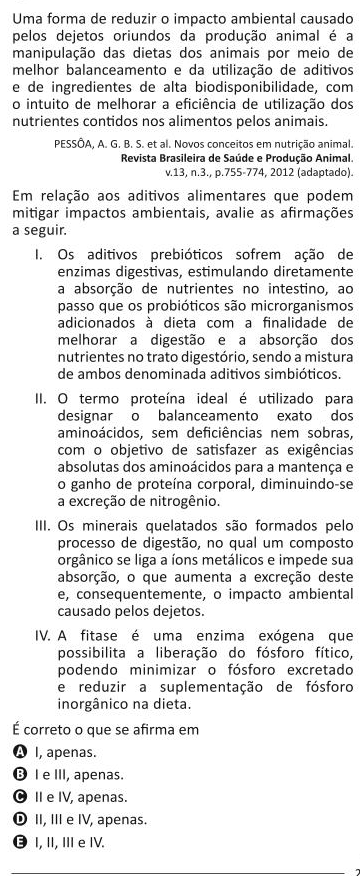 Uma forma de reduzir o impacto ambiental causado
pelos dejetos oriundos da produção animal é a
manipulação das dietas dos animais por meio de
melhor balanceamento e da utilização de aditivos
e de ingredientes de alta biodisponibilidade, com
o intuito de melhorar a eficiência de utilização dos
nutrientes contidos nos alimentos pelos animais.
PESSÔA, A. G. B. S. et al. Novos conceitos em nutrição animal.
Revista Brasileira de Saúde e Produção Animal.
v.13, n.3., p.755-774, 2012 (adaptado).
Em relação aos aditivos alimentares que podem
mitigar impactos ambientais, avalie as afirmações
a seguir.
I. Os aditivos prebióticos sofrem ação de
enzimas digestivas, estimulando diretamente
a absorção de nutrientes no intestino, ao
passo que os probióticos são microrganismos
adicionados à dieta com a finalidade de
melhorar a digestão e a absorção dos
nutrientes no trato digestório, sendo a mistura
de ambos denominada aditivos simbióticos.
II. O termo proteína ideal é utilizado para
designar o balanceamento exato dos
aminoácidos, sem deficiências nem sobras,
com o objetivo de satisfazer as exigências
absolutas dos aminoácidos para a mantença e
o ganho de proteína corporal, diminuindo-se
a excreção de nitrogênio.
III. Os minerais quelatados são formados pelo
processo de digestão, no qual um composto
orgânico se liga a íons metálicos e impede sua
absorção, o que aumenta a excreção deste
e, consequentemente, o impacto ambiental
causado pelos dejetos.
IV. A fitase é uma enzima exógena que
possibilita a liberação do fósforo fítico,
podendo minimizar o fósforo excretado
e reduzir a suplementação de fósforo
inorgânico na dieta.
É correto o que se afirma em
A I, apenas.
B I e III, apenas.
C II e IV, apenas.
D II, III e IV, apenas.
E I, II, III e IV.
2